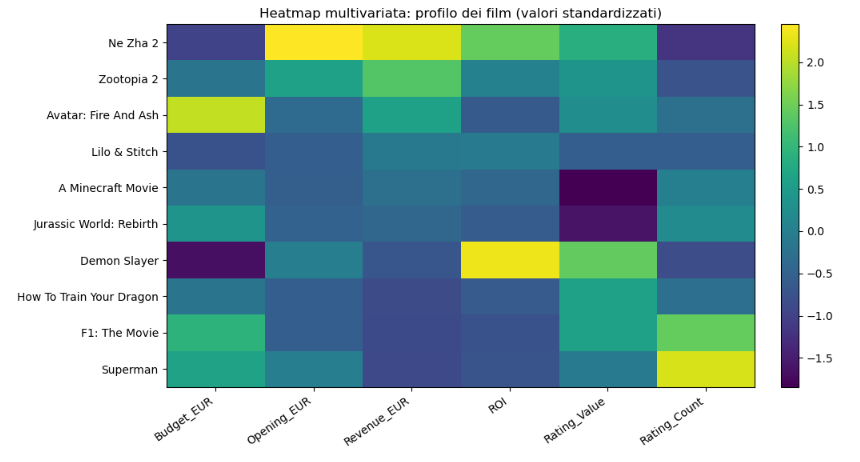 Heatmap multivariata: profilo dei film (valori standardizzati)
Ne Zha 2
Zootopia 2
Avatar: Fire And Ash
Lilo & Stitch
A Minecraft Movie
Jurassic World: Rebirth
Demon Slayer
How To Train Your Dragon
F1: The Movie
Superman
Budget_EUR
Opening_EUR
Revenue_EUR
ROI
Rating_Value
Rating_Count
2.0
1.5
1.0
0.5
0.0
−0.5
−1.0
−1.5